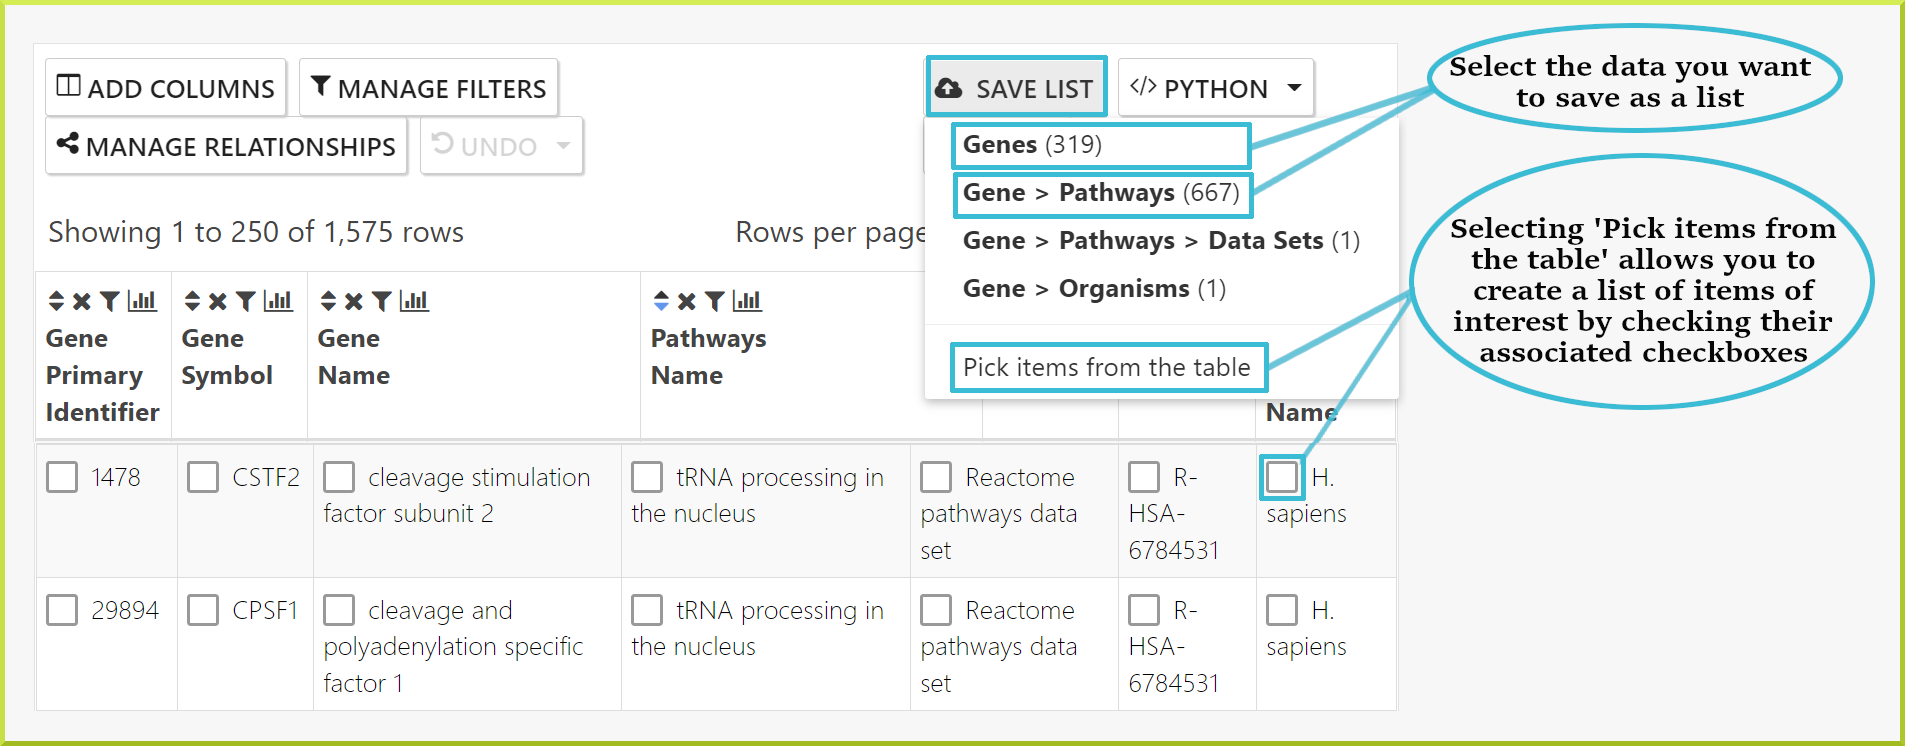 ADD COLUMNS
MANAGE FILTERS
SAVE LIST
</> PYTHON
MANAGE RELATIONSHIPS
UNDO
Genes (319)
Gene > Pathways (667)
Gene > Pathways > Data Sets (1)
Gene > Organisms (1)
Pick items from the table
Select the data you want
to save as a list
Selecting 'Pick items from
the table' allows you to
create a list of items of
interest by checking their
associated checkboxes
Showing 1 to 250 of 1,575 rows
Rows per page
Gene
Primary
Identifier
Gene
Symbol
Gene
Name
Pathways
Name
Name
1478
CSTF2
cleavage stimulation
factor subunit 2
tRNA processing in
the nucleus
Reactome
pathways data
set
R-
HSA-
6784531
H.
sapiens
29894
CPSF1
cleavage and
polyadenylation specific
factor 1
tRNA processing in
the nucleus
Reactome
pathways data
set
R-
HSA-
6784531
H.
sapiens